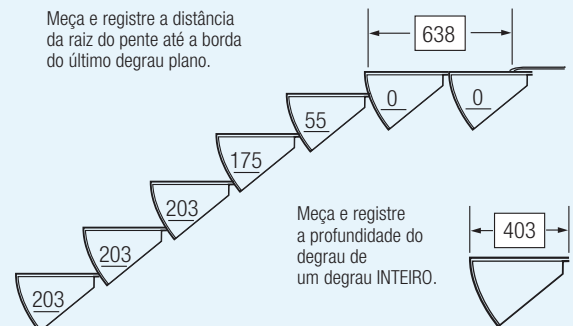 Meça e registre a distância
da raiz do pente até a borda
do último degrau plano.
638
0
0
55
175
203
203
203
Meça e registre
a profundidade do
degrau de
um degrau INTEIRO.
403